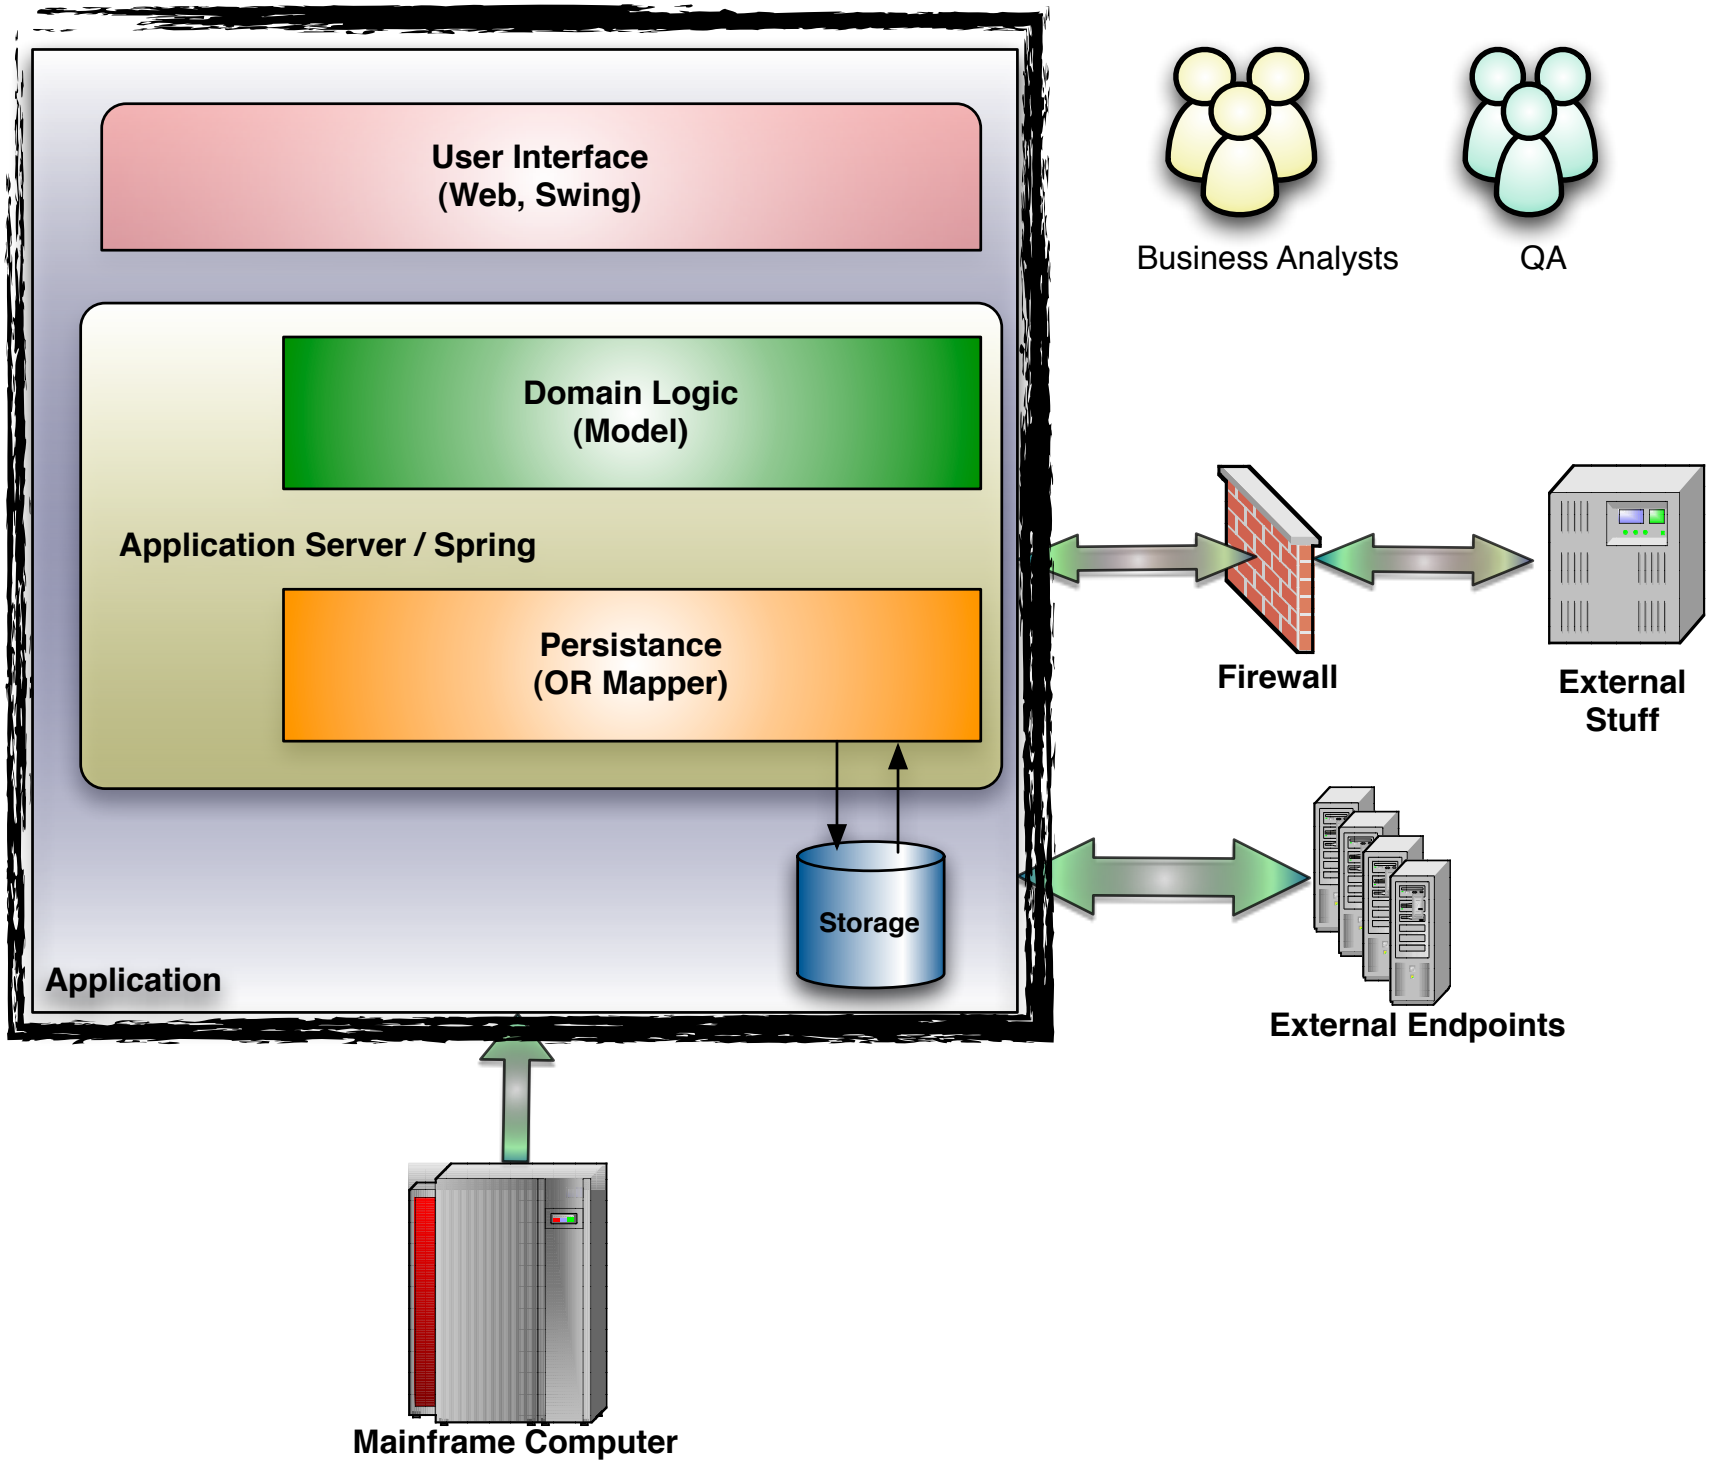 User Interface
(Web, Swing)
Business Analysts
QA
Domain Logic
(Model)
Application Server / Spring
Persistance
(OR Mapper)
Firewall
External
Stuff
Storage
Application
External Endpoints
Mainframe Computer